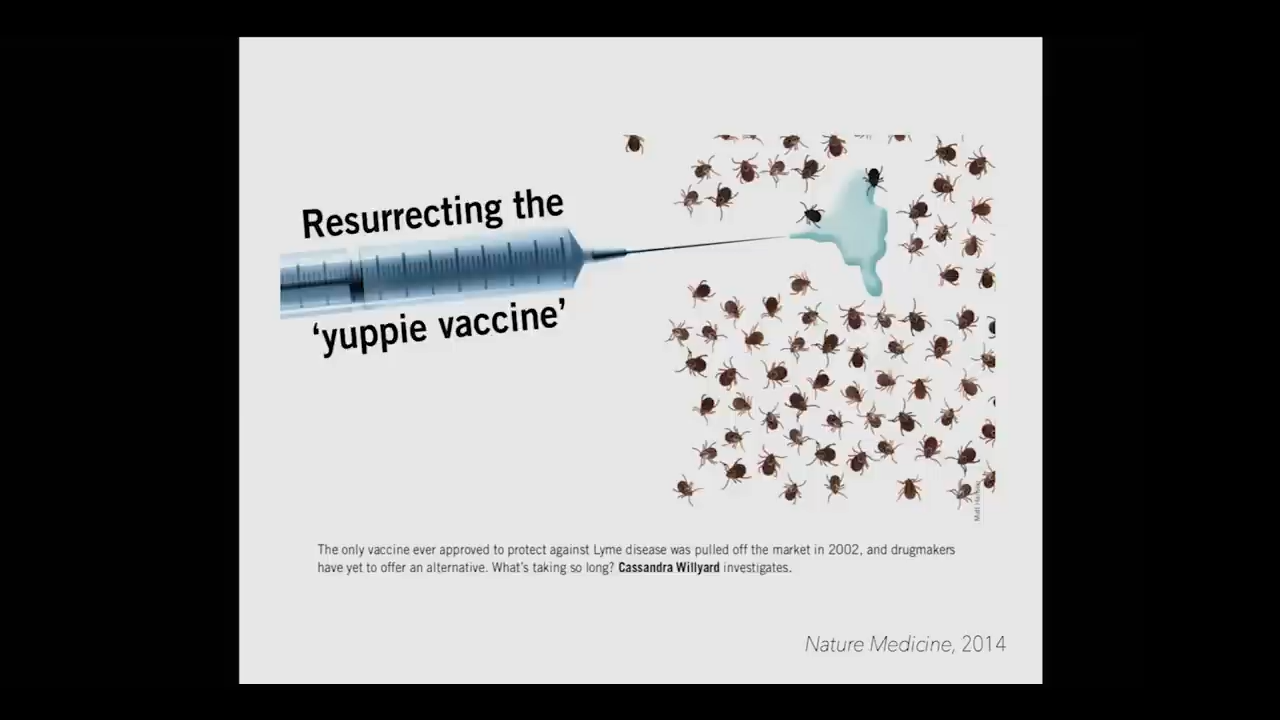 Resurrecting the
‘yuppie vaccine’
The only vaccine ever approved to protect against Lyme disease was pulled off the market in 2002, and drugmakers
have yet to offer an alternative. What’s taking so long? Cassandra Willyard investigates.
Nature Medicine, 2014